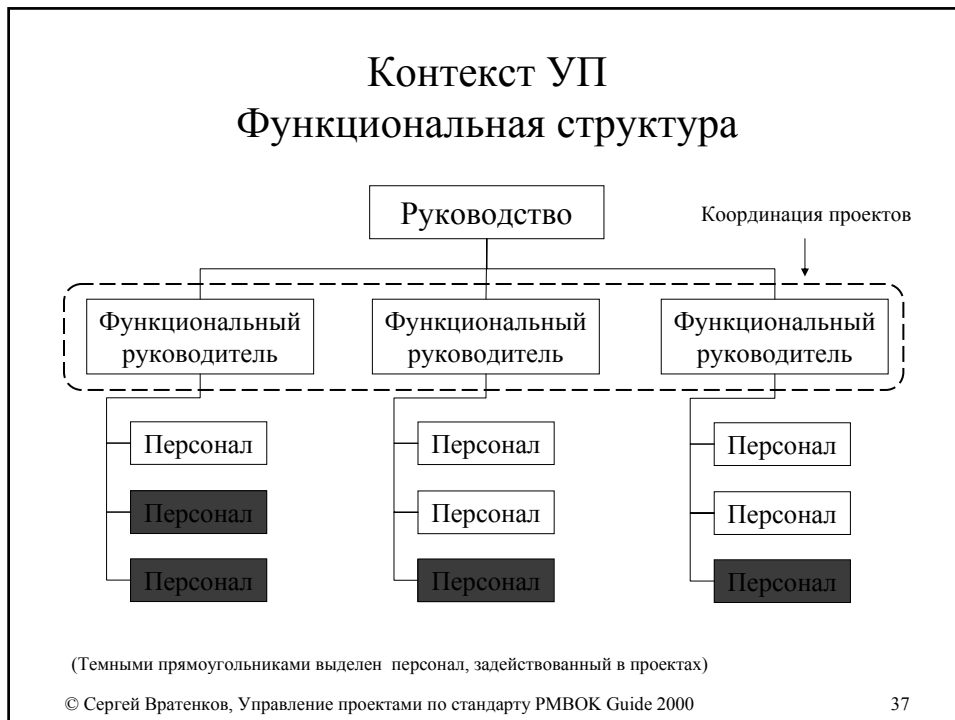 Контекст УП
Функциональная структура
Руководство
Координация проектов
Функциональный
руководитель
Функциональный
руководитель
Функциональный
руководитель
Персонал
Персонал
Персонал
Персонал
Персонал
Персонал
Персонал
Персонал
Персонал
(Темными прямоугольниками выделен персонал, задействованный в проектах)
© Сергей Вратенков, Управление проектами по стандарту PMBOK Guide 2000 37